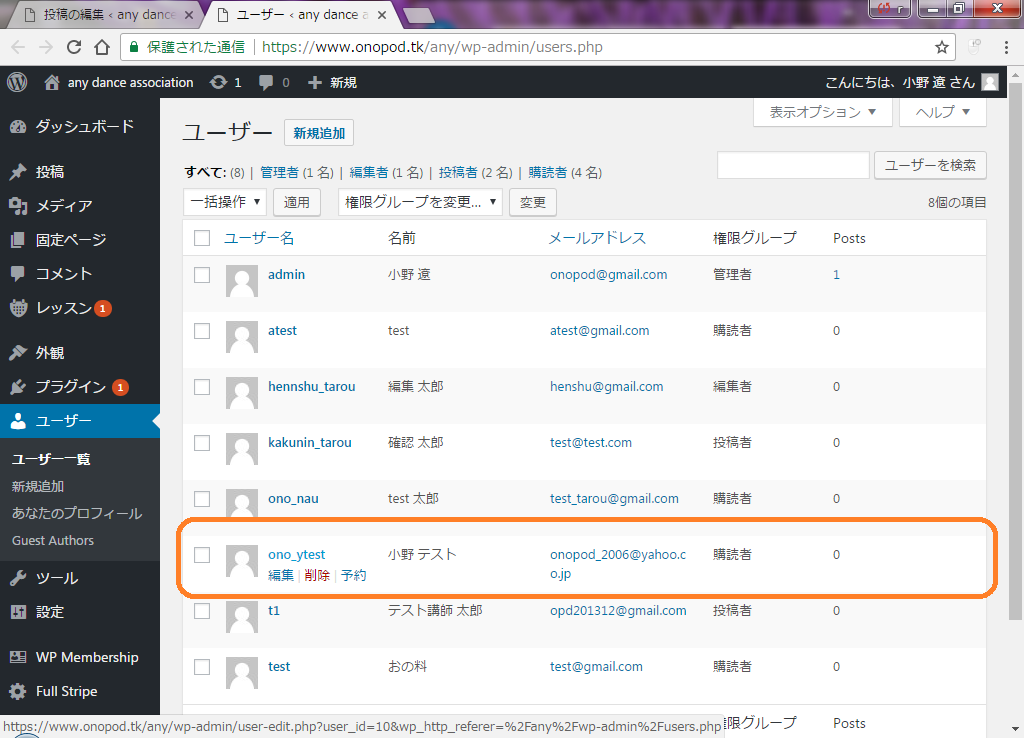 投稿の編集 ‹ any dance
ユーザー ‹ any dance a
保護された通信 | https://www.onopod.tk/any/wp-admin/users.php
any dance association 1 0 新規 こんにちは、小野 遼 さん
ダッシュボード
投稿
メディア
固定ページ
コメント
レッスン 1
外観
プラグイン 1
ユーザー
ユーザー一覧
新規追加
あなたのプロフィール
Guest Authors
ツール
設定
WP Membership
Full Stripe
表示オプション ▼ ヘルプ ▼
ユーザー 新規追加
すべて: (8) | 管理者 (1 名) | 編集者 (1 名) | 投稿者 (2 名) | 購読者 (4 名)
ユーザーを検索
一括操作 ▼ 適用 権限グループを変更... ▼ 変更 8個の項目
ユーザー名 名前 メールアドレス 権限グループ Posts
admin 小野 遼 onopod@gmail.com 管理者 1
atest test atest@gmail.com 購読者 0
hennshu_tarou 編集 太郎 henshu@gmail.com 編集者 0
kakunin_tarou 確認 太郎 test@test.com 投稿者 0
ono_nau test 太郎 test_tarou@gmail.com 購読者 0
ono_ytest 小野 テスト onopod_2006@yahoo.c 購読者 0
編集 | 削除 | 予約 o.jp
t1 テスト講師 太郎 opd201312@gmail.com 投稿者 0
test おの料 test@gmail.com 購読者 0
https://www.onopod.tk/any/wp-admin/user-edit.php?user_id=10&wp_http_referer=%2Fany%2Fwp-admin%2Fusers.php 権限グループ Posts